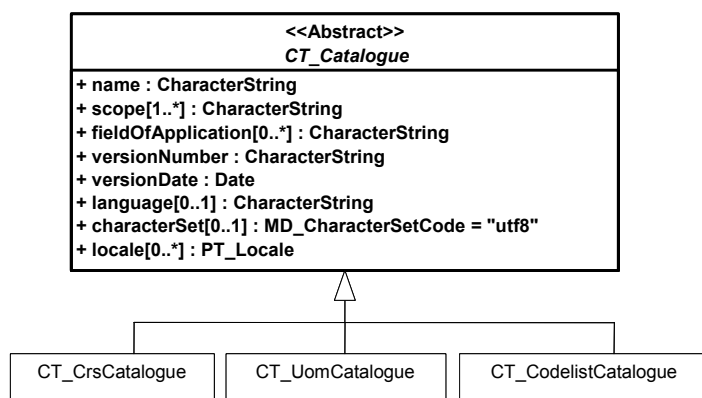 <<Abstract>>
CT_Catalogue
+ name : CharacterString
+ scope[1..*] : CharacterString
+ fieldOfApplication[0..*] : CharacterString
+ versionNumber : CharacterString
+ versionDate : Date
+ language[0..1] : CharacterString
+ characterSet[0..1] : MD_CharacterSetCode = "utf8"
+ locale[0..*] : PT_Locale
CT_CrsCatalogue CT_UomCatalogue CT_CodelistCatalogue